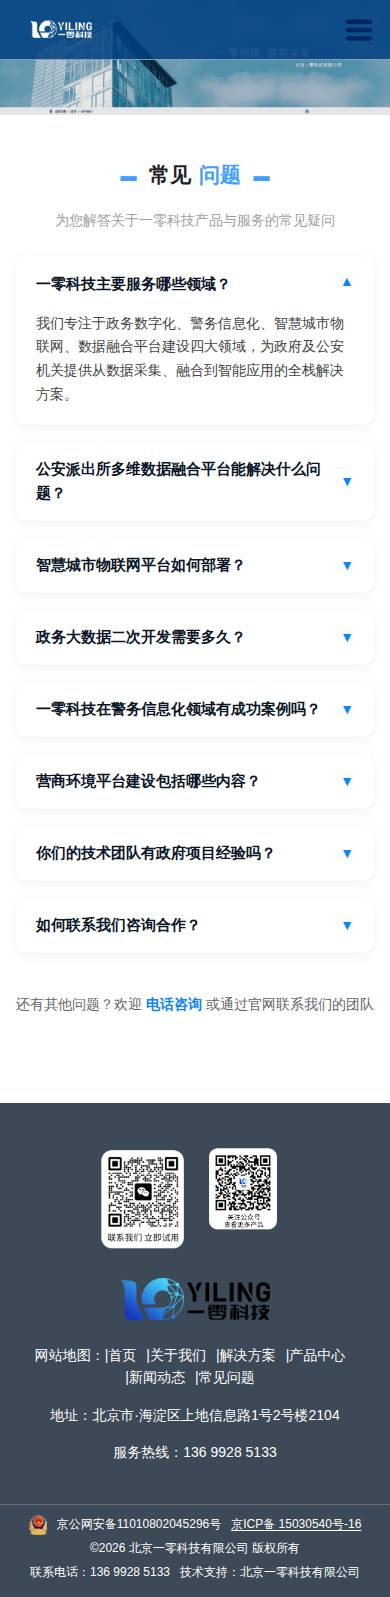 YILING
一零科技
常见 问题
为您解答关于一零科技产品与服务的常见疑问
一零科技主要服务哪些领域？
我们专注于政务数字化、警务信息化、智慧城市物
联网、数据融合平台建设四大领域，为政府及公安
机关提供从数据采集、融合到智能应用的全栈解决
方案。
公安派出所多维数据融合平台能解决什么问
题？
智慧城市物联网平台如何部署？
政务大数据二次开发需要多久？
一零科技在警务信息化领域有成功案例吗？
营商环境平台建设包括哪些内容？
你们的技术团队有政府项目经验吗？
如何联系我们咨询合作？
还有其他问题？欢迎 电话咨询 或通过官网联系我们的团队
联系我们 立即试用
关注公众号
查看更多产品
YILING
一零科技
网站地图：|首页 |关于我们 |解决方案 |产品中心
|新闻动态 |常见问题
地址：北京市·海淀区上地信息路1号2号楼2104
服务热线：136 9928 5133
京公网安备11010802045296号 京ICP备 15030540号-16
©2026 北京一零科技有限公司 版权所有
联系电话：136 9928 5133 技术支持：北京一零科技有限公司